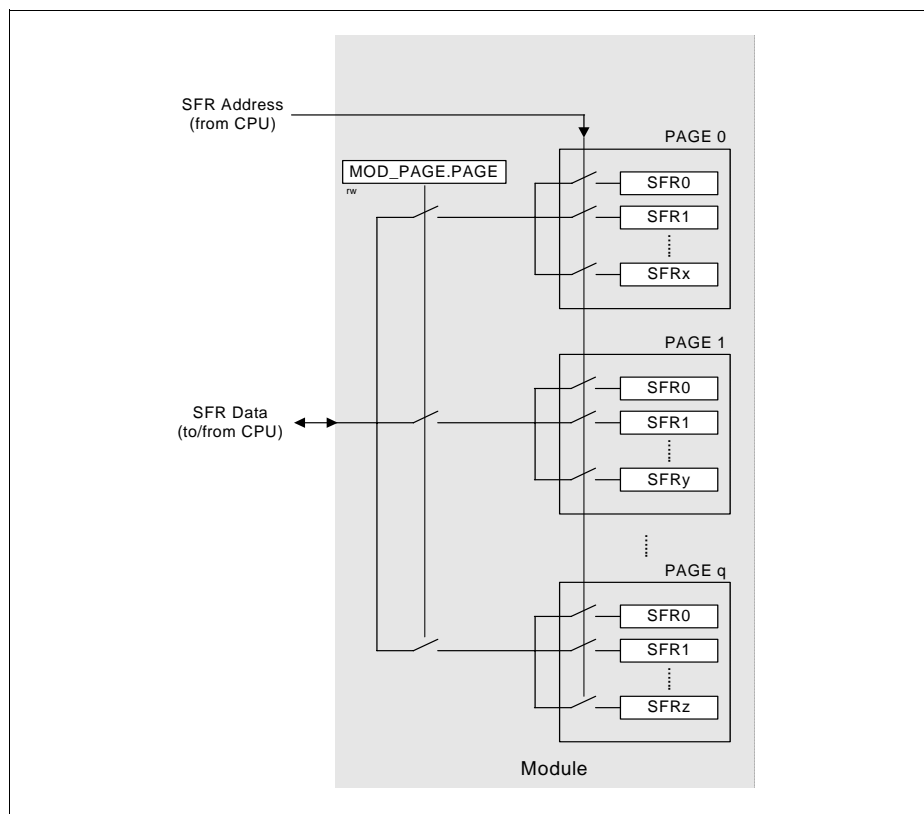 SFR Address
(from CPU)
PAGE 0
MOD_PAGE.PAGE
rw
SFR0
SFR1
SFRx
PAGE 1
SFR Data
(to/from CPU)
SFR0
SFR1
SFRy
PAGE q
SFR0
SFR1
SFRz
Module